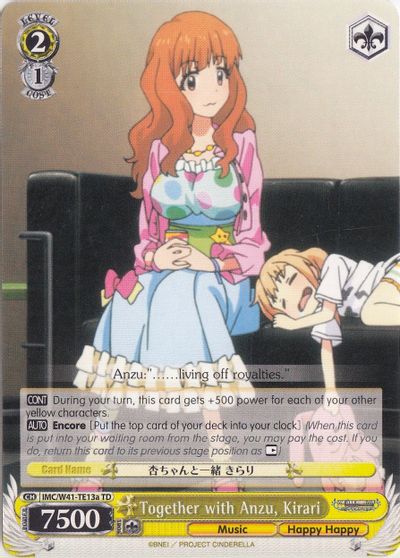 LEVEL
2
1
COST
Anzu:"……living off royalties."
CONT During your turn, this card gets +500 power for each of your other
yellow characters.
AUTO Encore [Put the top card of your deck into your clock] (When this card
is put into your waiting room from the stage, you may pay the cost. If you
do, return this card to its previous stage position as
Card Name
杏ちゃんと一緒 きらり
CH IMC/W41-TE13a TD
POWER
7500
Together with Anzu, Kirari
Music
Happy Happy
©BNEI / PROJECT CINDERELLA